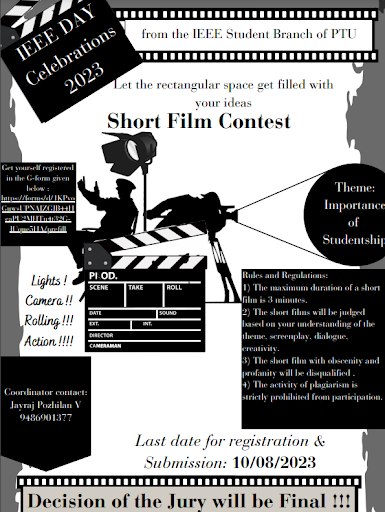 IEEE DAY
Celebrations
2023
from the IEEE Student Branch of PTU
Let the rectangular space get filled with
your ideas
Short Film Contest
Get yourself registered
in the G-form given
below :
Theme:
Importance
of
Studentship
Lights !
Camera !!
Rolling !!!
Action !!!!
PROD.
SCENE TAKE ROLL
DATE SOUND
EXT. INT.
DIRECTOR
CAMERAMAN
Rules and Regulations:
1) The maximum duration of a short
film is 3 minutes.
2) The short films will be judged
based on your understanding of the
theme, screenplay, dialogue,
creativity.
3) The short film with obscenity and
profanity will be disqualified .
4) The activity of plagiarism is
strictly prohibited from participation.
Coordinator contact:
Jayraj Pozhilan V
9486901377
Last date for registration &
Submission: 10/08/2023
Decision of the Jury will be Final !!!